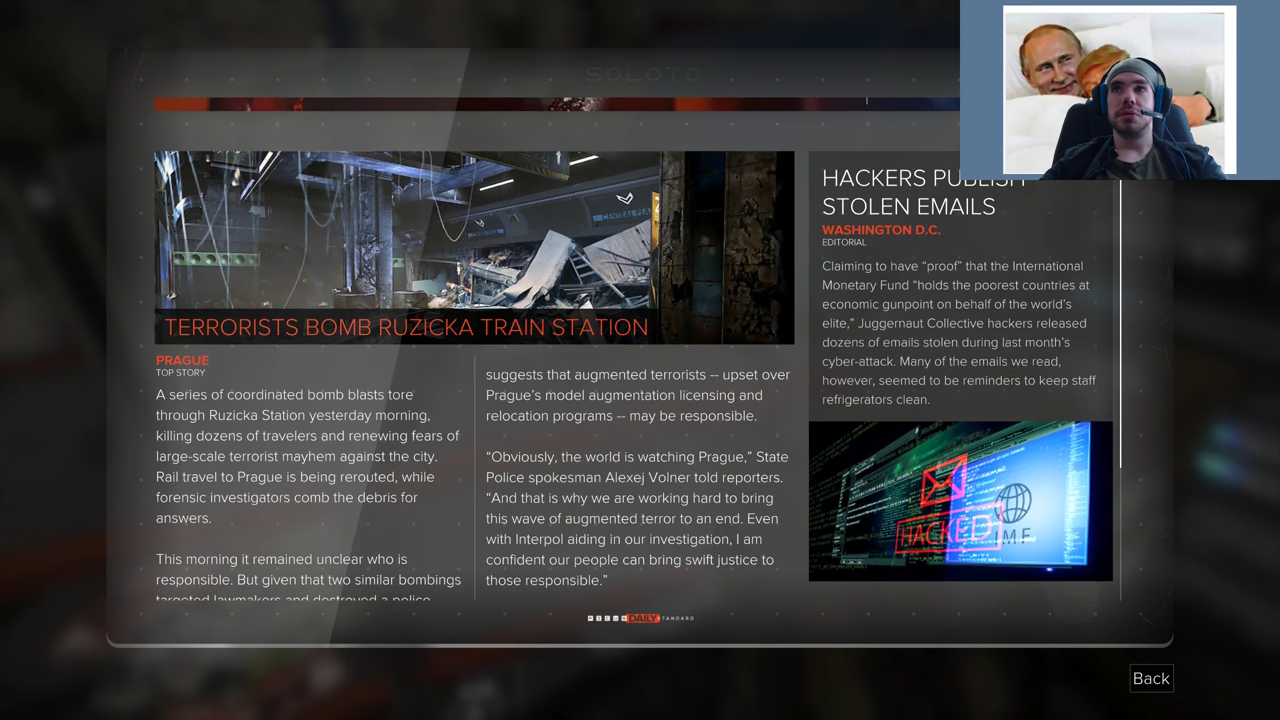 SOLOTO
TERRORISTS BOMB RUZICKA TRAIN STATION
PRAGUE
TOP STORY
A series of coordinated bomb blasts tore
through Ruzicka Station yesterday morning,
killing dozens of travelers and renewing fears of
large-scale terrorist mayhem against the city.
Rail travel to Prague is being rerouted, while
forensic investigators comb the debris for
answers.
This morning it remained unclear who is
responsible. But given that two similar bombings
targeted lawmakers and destroyed a police
suggests that augmented terrorists -- upset over
Prague's model augmentation licensing and
relocation programs -- may be responsible.
“Obviously, the world is watching Prague,” State
Police spokesman Alexej Volner told reporters.
“And that is why we are working hard to bring
this wave of augmented terror to an end. Even
with Interpol aiding in our investigation, I am
confident our people can bring swift justice to
those responsible.”
HACKERS PUBLISH
STOLEN EMAILS
WASHINGTON D.C.
EDITORIAL
Claiming to have “proof” that the International
Monetary Fund “holds the poorest countries at
economic gunpoint on behalf of the world's
elite,” Juggernaut Collective hackers released
dozens of emails stolen during last month's
cyber-attack. Many of the emails we read,
however, seemed to be reminders to keep staff
refrigerators clean.
HACKED
IMF
PICUS DAILY STANDARD
Back